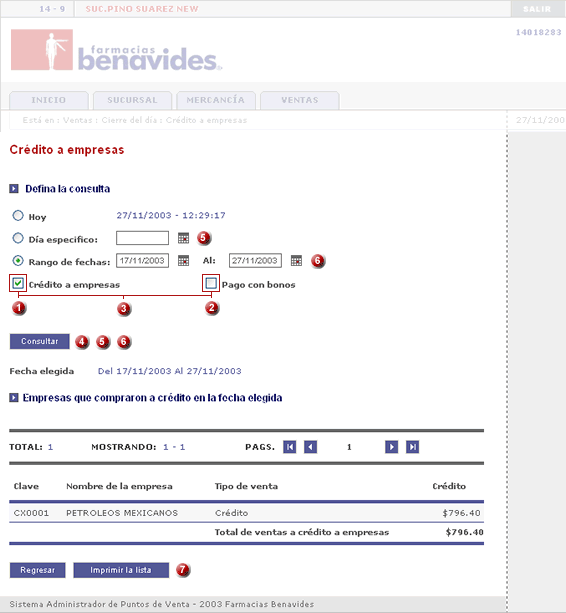 14 - 9 SUC.PINO SUAREZ NEW SALIR
14018283
farmacias
benavides
INICIO SUCURSAL MERCANCÍA VENTAS
Está en : Ventas : Cierre del día : Crédito a empresas 27/11/200
Crédito a empresas
Defina la consulta
Hoy 27/11/2003 - 12:29:17
Día especifico: 5
Rango de fechas: 17/11/2003 Al: 27/11/2003 6
Crédito a empresas Pago con bonos
1 3 2
Consultar 4 5 6
Fecha elegida Del 17/11/2003 Al 27/11/2003
Empresas que compraron a crédito en la fecha elegida
TOTAL: 1 MOSTRANDO: 1 - 1 PAGS. 1
Clave Nombre de la empresa Tipo de venta Crédito
CX0001 PETROLEOS MEXICANOS Crédito $796.40
Total de ventas a crédito a empresas $796.40
Regresar Imprimir la lista 7
Sistema Administrador de Puntos de Venta - 2003 Farmacias Benavides